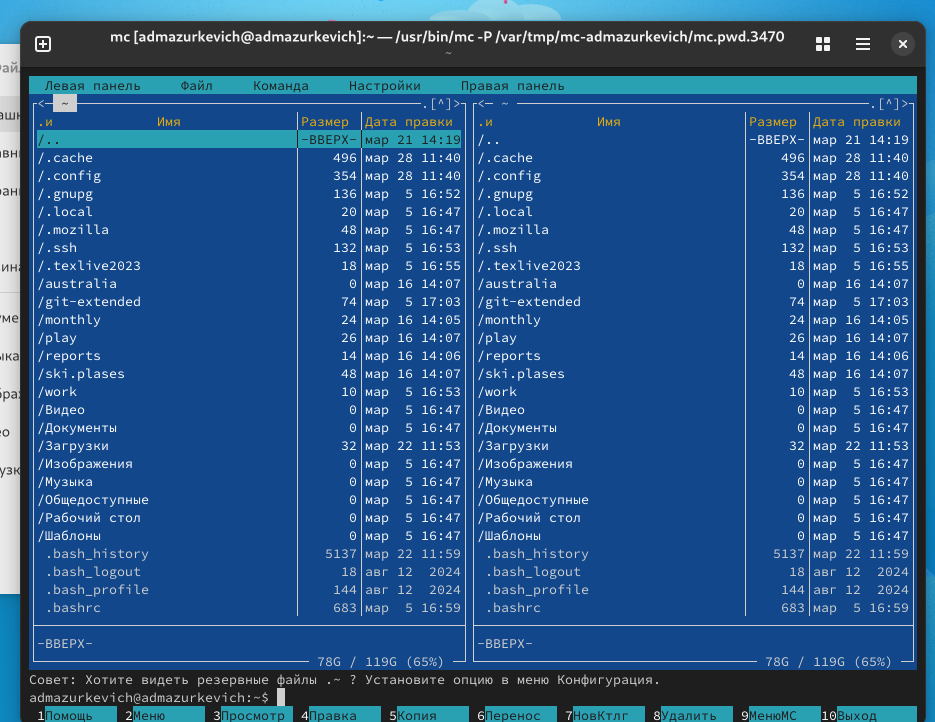 mc [admazurkevich@admazurkevich]:~ — /usr/bin/mc -P /var/tmp/mc-admazurkevich/mc.pwd.3470
~
Левая панель Файл Команда Настройки Правая панель
<─ ~ .[^]> <─ ~ .[^]>
.и Имя Размер Дата правки .и Имя Размер Дата правки
/.. -ВВЕРХ- мар 21 14:19 /.. -ВВЕРХ- мар 21 14:19
/.cache 496 мар 28 11:40 /.cache 496 мар 28 11:40
/.config 354 мар 28 11:40 /.config 354 мар 28 11:40
/.gnupg 136 мар 5 16:52 /.gnupg 136 мар 5 16:52
/.local 20 мар 5 16:47 /.local 20 мар 5 16:47
/.mozilla 48 мар 5 16:47 /.mozilla 48 мар 5 16:47
/.ssh 132 мар 5 16:53 /.ssh 132 мар 5 16:53
/.texlive2023 18 мар 5 16:55 /.texlive2023 18 мар 5 16:55
/australia 0 мар 16 14:07 /australia 0 мар 16 14:07
/git-extended 74 мар 5 17:03 /git-extended 74 мар 5 17:03
/monthly 24 мар 16 14:05 /monthly 24 мар 16 14:05
/play 26 мар 16 14:07 /play 26 мар 16 14:07
/reports 14 мар 16 14:06 /reports 14 мар 16 14:06
/ski.plases 48 мар 16 14:07 /ski.plases 48 мар 16 14:07
/work 10 мар 5 16:53 /work 10 мар 5 16:53
/Видео 0 мар 5 16:47 /Видео 0 мар 5 16:47
/Документы 0 мар 5 16:47 /Документы 0 мар 5 16:47
/Загрузки 32 мар 22 11:53 /Загрузки 32 мар 22 11:53
/Изображения 0 мар 5 16:47 /Изображения 0 мар 5 16:47
/Музыка 0 мар 5 16:47 /Музыка 0 мар 5 16:47
/Общедоступные 0 мар 5 16:47 /Общедоступные 0 мар 5 16:47
/Рабочий стол 0 мар 5 16:47 /Рабочий стол 0 мар 5 16:47
/Шаблоны 0 мар 5 16:47 /Шаблоны 0 мар 5 16:47
.bash_history 5137 мар 22 11:59 .bash_history 5137 мар 22 11:59
.bash_logout 18 авг 12 2024 .bash_logout 18 авг 12 2024
.bash_profile 144 авг 12 2024 .bash_profile 144 авг 12 2024
.bashrc 683 мар 5 16:59 .bashrc 683 мар 5 16:59
-ВВЕРХ- -ВВЕРХ-
78G / 119G (65%) 78G / 119G (65%)
Совет: Хотите видеть резервные файлы .~ ? Установите опцию в меню Конфигурация.
admazurkevich@admazurkevich:~$
1Помощь 2Меню 3Просмотр 4Правка 5Копия 6Перенос 7НовКтлг 8Удалить 9МенюMC 10Выход